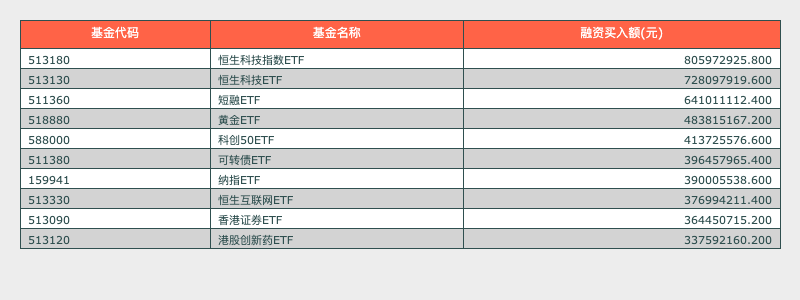 基金代码 基金名称 融资买入额(元)
513180 恒生科技指数ETF 805972925.800
513130 恒生科技ETF 728097919.600
511360 短融ETF 641011112.400
518880 黄金ETF 483815167.200
588000 科创50ETF 413725576.600
511380 可转债ETF 396457965.400
159941 纳指ETF 390005538.600
513330 恒生互联网ETF 376994211.400
513090 香港证券ETF 364450715.200
513120 港股创新药ETF 337592160.200